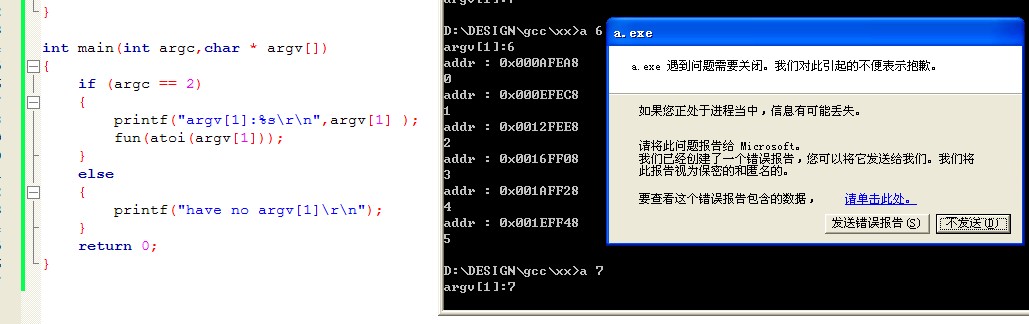 }
int main(int argc,char * argv[])
{
if (argc == 2)
{
printf("argv[1]:%s\r\n",argv[1] );
fun(atoi(argv[1]));
}
else
{
printf("have no argv[1]\r\n");
}
return 0;
}
D:\DESIGN\gcc\xx>a 6
argv[1]:6
addr : 0x000AFEA8
0
addr : 0x000EFEC8
1
addr : 0x0012FEE8
2
addr : 0x0016FF08
3
addr : 0x001AFF28
4
addr : 0x001EFF48
5
D:\DESIGN\gcc\xx>a 7
argv[1]:7
a.exe
a.exe 遇到问题需要关闭。我们对此引起的不便表示抱歉。
如果您正处于进程当中，信息有可能丢失。
请将此问题报告给 Microsoft。
我们已经创建了一个错误报告，您可以将它发送给我们。我们将
此报告视为保密的和匿名的。
要查看这个错误报告包含的数据，请单击此处。
发送错误报告(S) 不发送(D)